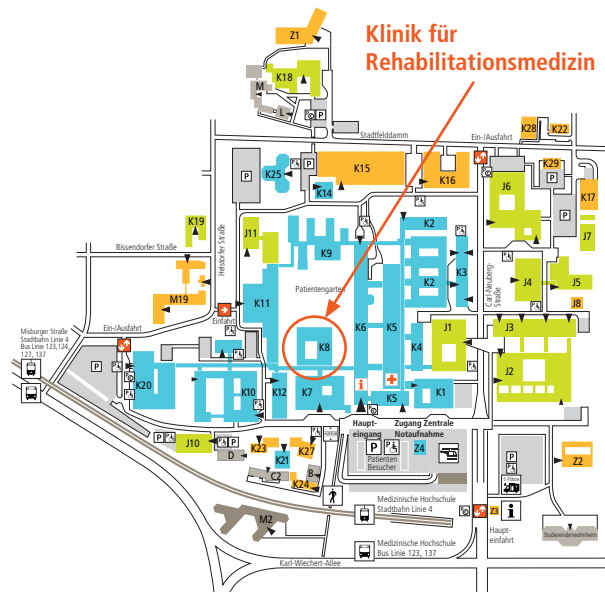 Klinik für
Rehabilitationsmedizin
Z1
K18
M
L
P
Stadtfelddamm
Ein-/Ausfahrt
K28
K22
K25
P
P
K15
K16
K29
K14
J6
P
K17
K19
J11
K2
J7
Bissendorfer Straße
Helstorfer Straße
K9
K3
Patientengarten
K2
Carl-Neuberg-
Straße
J4
J5
M19
K11
K6
K5
J8
Misburger Straße
Stadtbahn Linie 4
Bus Linie 123,124,
127, 137
Ein-/Ausfahrt
Einfahrt
K8
K4
J1
J3
P
K20
K10
K12
K7
i
K5
K1
J2
J10
P
D
K23
K21
K27
C2
B
K24
Haupt-
eingang
Zugang Zentrale
Notaufnahme
P
Patienten
Besucher
Z4
P
Z2
5 Plätze
M2
Medizinische Hochschule
Stadtbahn Linie 4
Z3
i
Haupt-
einfahrt
Studierendenwohnheim
Medizinische Hochschule
Bus Linie 123, 137
Karl-Wiechert-Allee